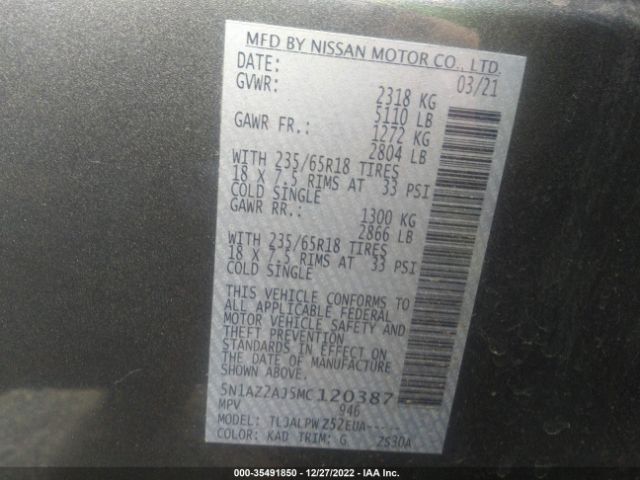 MFD BY NISSAN MOTOR CO., LTD.
DATE: 03/21
GVWR: 2318 KG
5110 LB
GAWR FR.: 1272 KG
2804 LB
WITH 235/65R18 TIRES
18 X 7.5 RIMS AT 33 PSI
COLD SINGLE
GAWR RR.: 1300 KG
2866 LB
WITH 235/65R18 TIRES
18 X 7.5 RIMS AT 33 PSI
COLD SINGLE
THIS VEHICLE CONFORMS TO
ALL APPLICABLE FEDERAL
MOTOR VEHICLE SAFETY AND
THEFT PREVENTION
STANDARDS IN EFFECT ON
THE DATE OF MANUFACTURE
SHOWN ABOVE.
5N1AZ2AJ5MC120387
MPV 946
MODEL: TL3ALPWZ52EUA-----
COLOR: KAD TRIM: G ZS30A
000-35491850 - 12/27/2022 - IAA Inc.